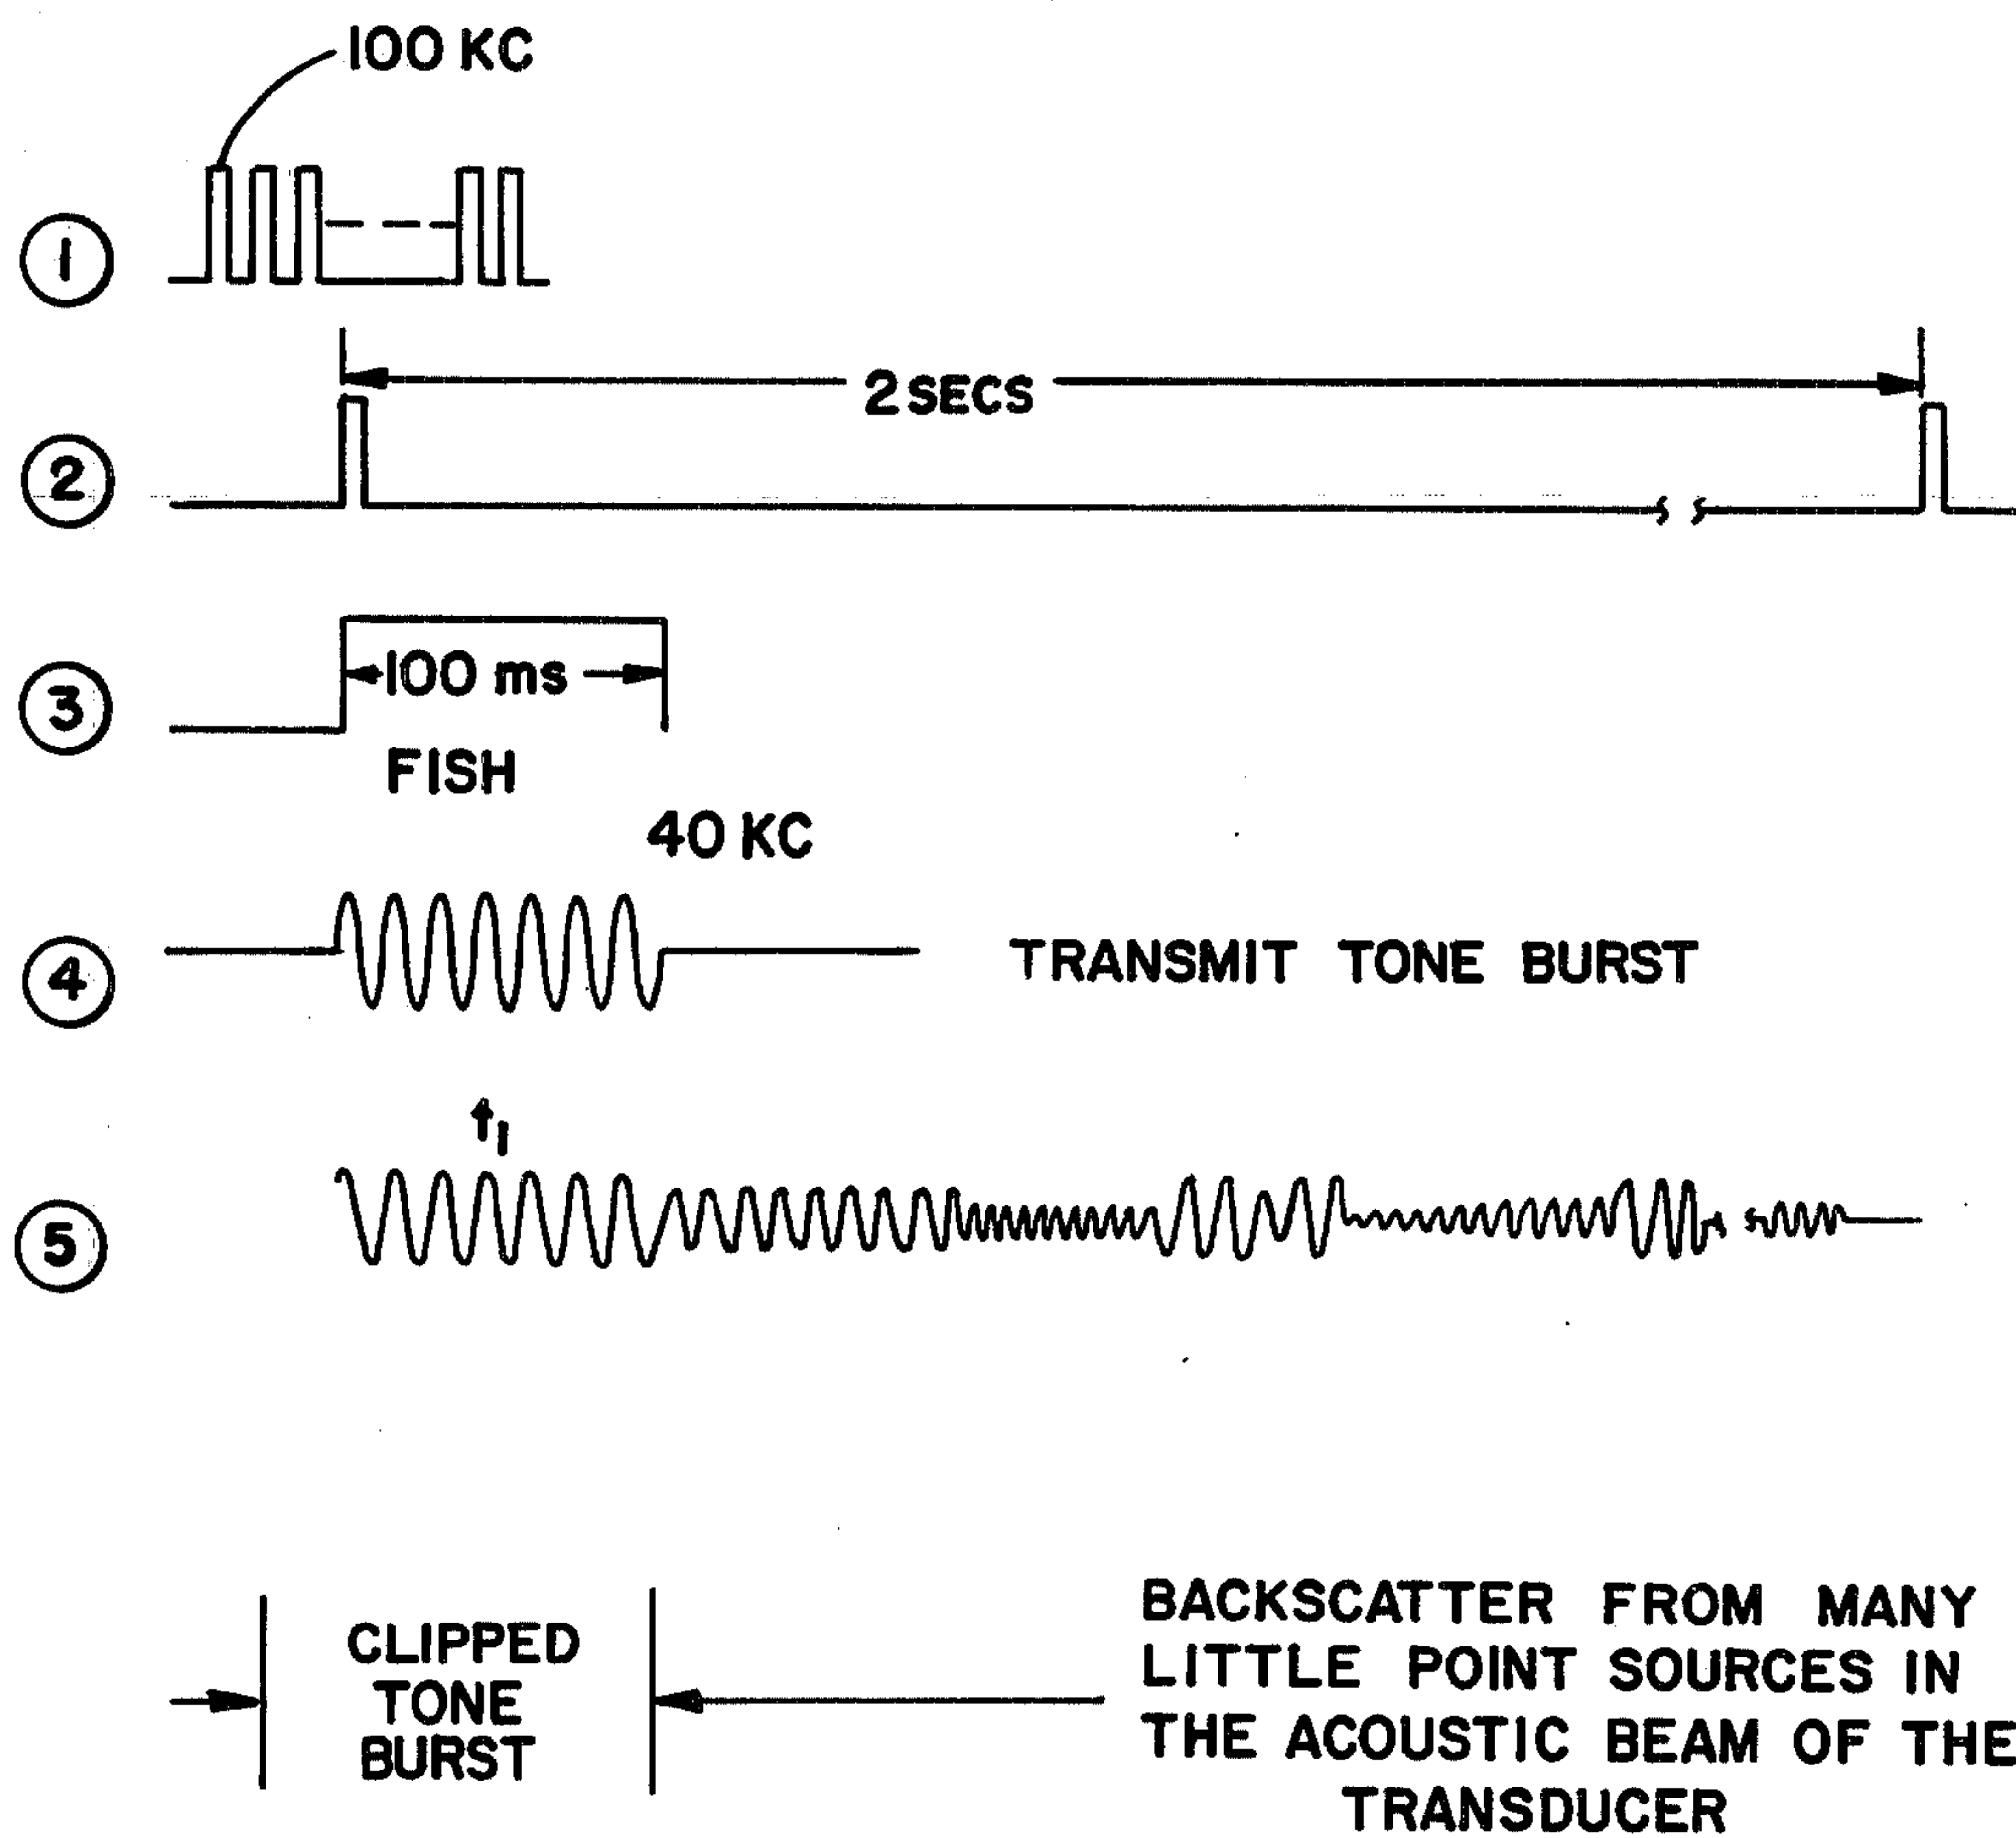 100 KC
1
2 SECS
2
100 ms
3
FISH
40 KC
4
TRANSMIT TONE BURST
t1
5
CLIPPED
TONE
BURST
BACKSCATTER FROM MANY
LITTLE POINT SOURCES IN
THE ACOUSTIC BEAM OF THE
TRANSDUCER